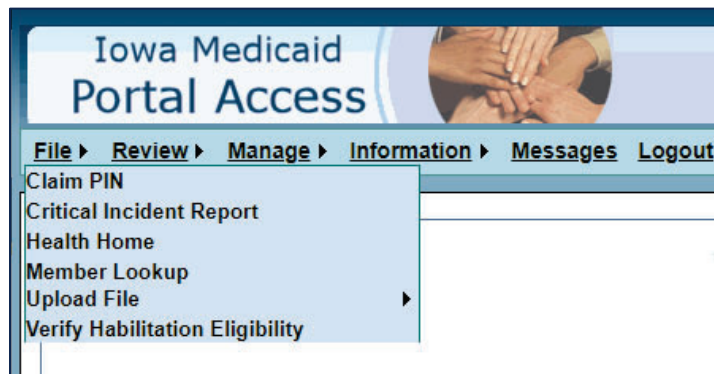 Iowa Medicaid
Portal Access
File Review Manage Information Messages Logout
Claim PIN
Critical Incident Report
Health Home
Member Lookup
Upload File
Verify Habilitation Eligibility